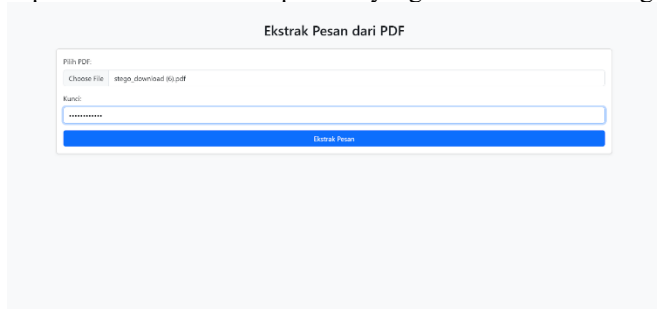 Ekstrak Pesan dari PDF
Pilih PDF:
Choose File stego_download (6).pdf
Kunci:
••••••••••••
Ekstrak Pesan